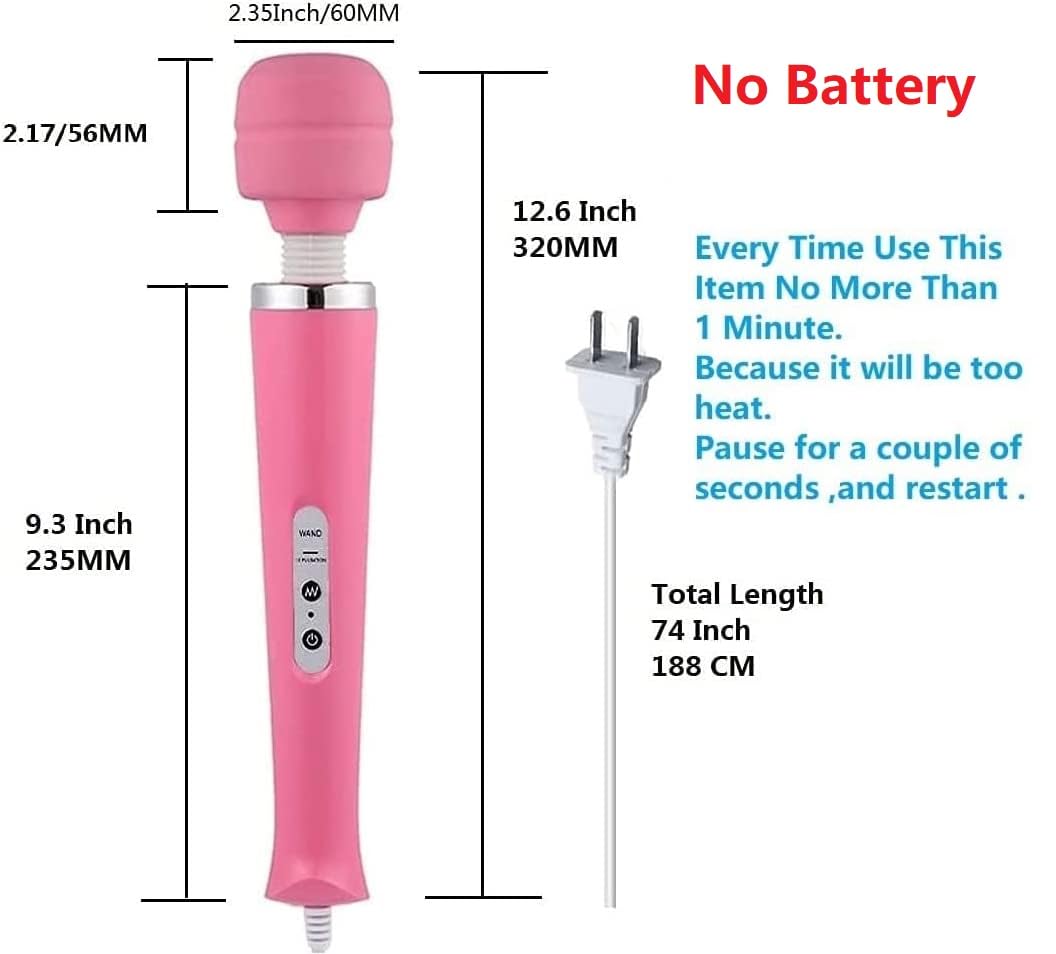 2.35Inch/60MM
No Battery
2.17/56MM
12.6 Inch
320MM
Every Time Use This
Item No More Than
1 Minute.
Because it will be too
heat.
Pause for a couple of
seconds ,and restart .
9.3 Inch
235MM
WAND
Total Length
74 Inch
188 CM